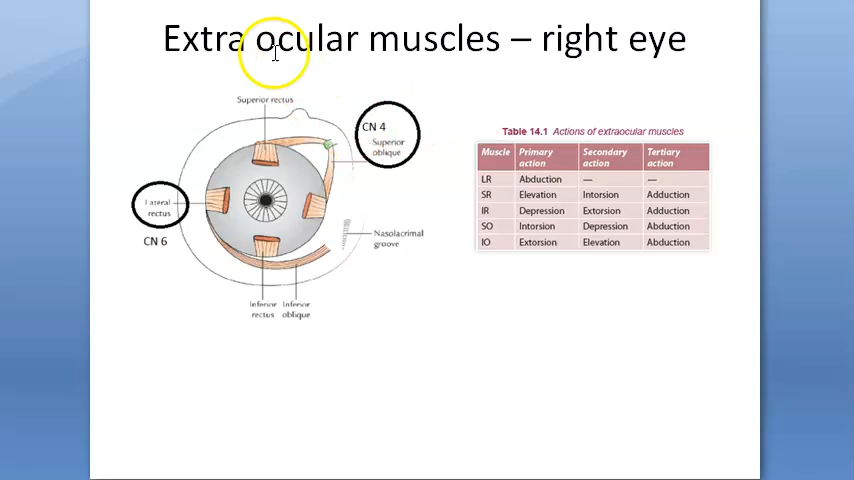 Extra ocular muscles – right eye
Superior rectus
CN 4
Superior
oblique
Lateral
rectus
CN 6
Nasolacrimal
groove
Inferior
rectus
Inferior
oblique
Table 14.1 Actions of extraocular muscles
Muscle Primary action Secondary action Tertiary action
LR Abduction — —
SR Elevation Intorsion Adduction
IR Depression Extorsion Adduction
SO Intorsion Depression Abduction
IO Extorsion Elevation Abduction